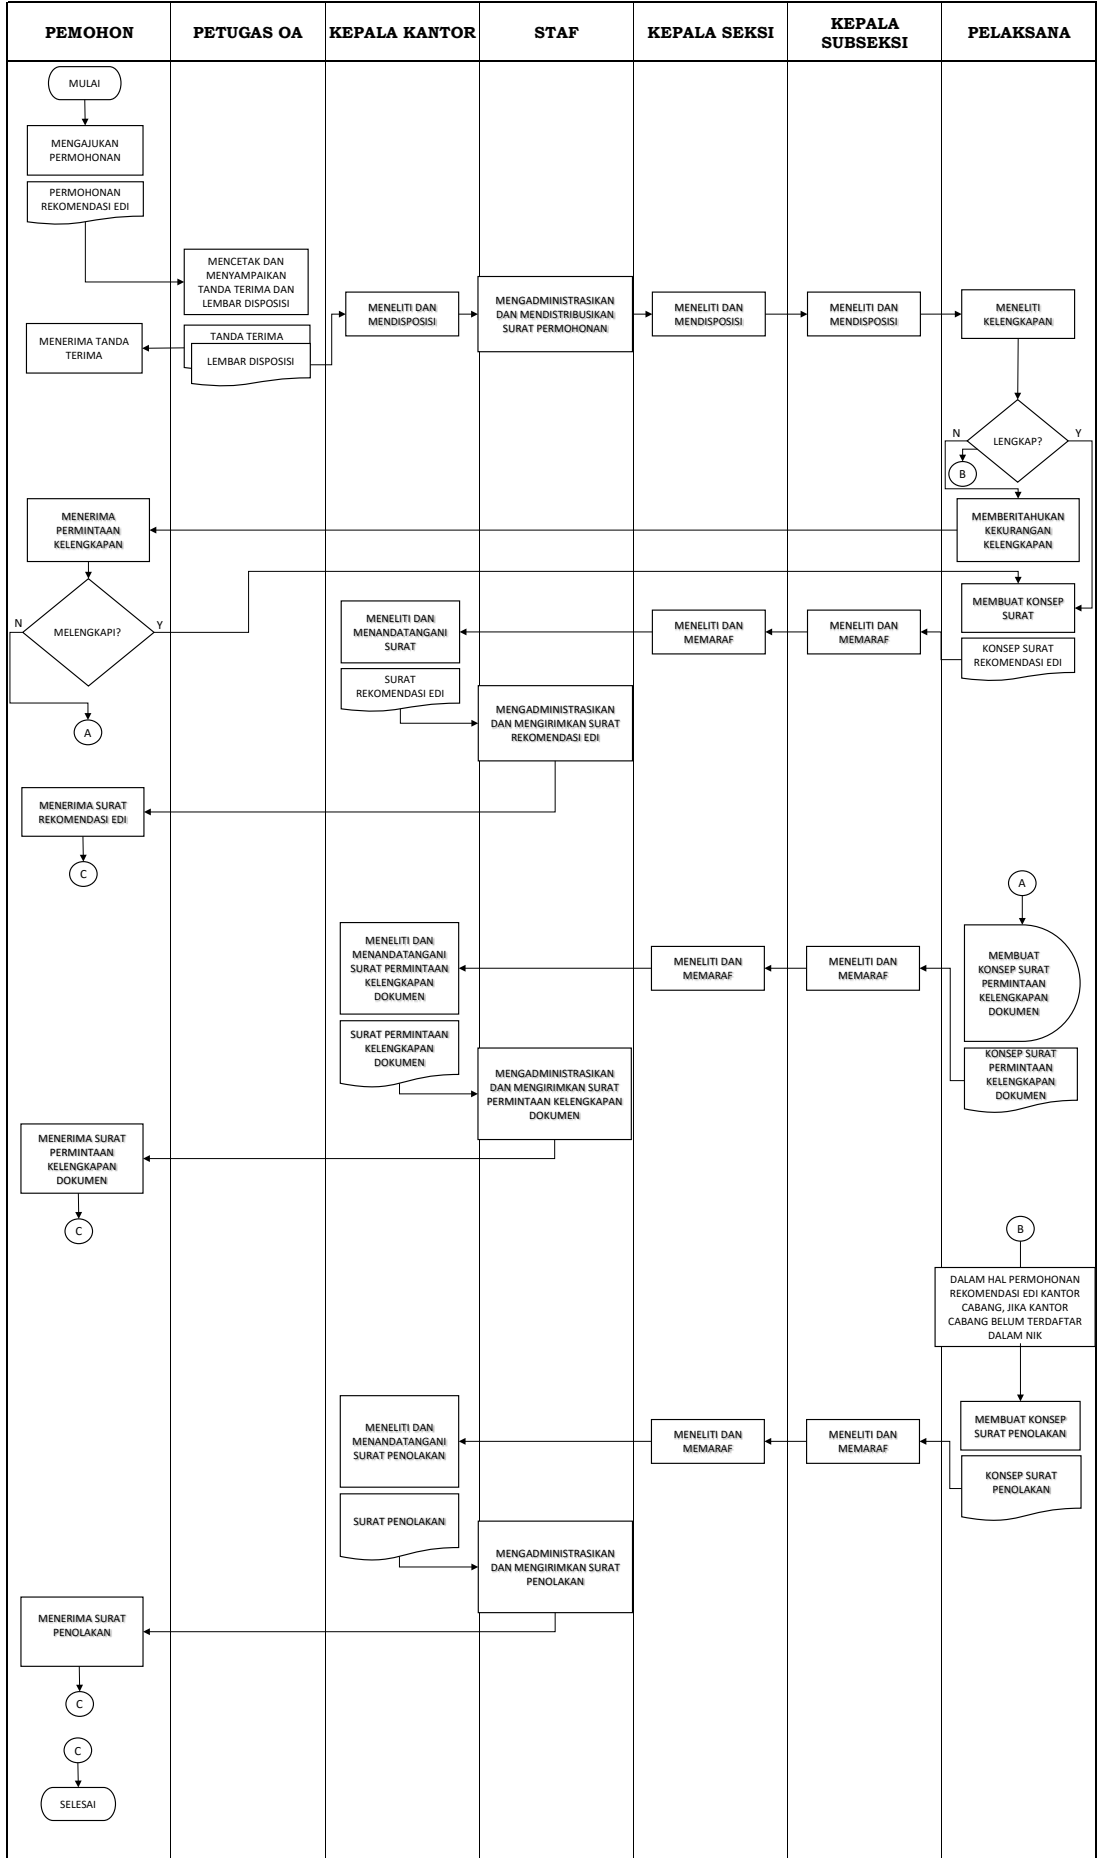 PEMOHON
PETUGAS OA
KEPALA KANTOR
STAF
KEPALA SEKSI
KEPALA
SUBSEKSI
PELAKSANA
MULAI
MENGAJUKAN
PERMOHONAN
PERMOHONAN
REKOMENDASI EDI
MENCETAK DAN
MENYAMPAIKAN
TANDA TERIMA DAN
LEMBAR DISPOSISI
TANDA TERIMA
LEMBAR DISPOSISI
MENERIMA TANDA
TERIMA
MENELITI DAN
MENDISPOSISI
MENGADMINISTRASIKAN
DAN MENDISTRIBUSIKAN
SURAT PERMOHONAN
MENELITI DAN
MENDISPOSISI
MENELITI DAN
MENDISPOSISI
MENELITI
KELENGKAPAN
LENGKAP?
N
Y
B
MEMBERITAHUKAN
KEKURANGAN
KELENGKAPAN
MENERIMA
PERMINTAAN
KELENGKAPAN
MELENGKAPI?
N
Y
A
MEMBUAT KONSEP
SURAT
KONSEP SURAT
REKOMENDASI EDI
MENELITI DAN
MEMARAF
MENELITI DAN
MEMARAF
MENELITI DAN
MENANDATANGANI
SURAT
SURAT
REKOMENDASI EDI
MENGADMINISTRASIKAN
DAN MENGIRIMKAN SURAT
REKOMENDASI EDI
MENERIMA SURAT
REKOMENDASI EDI
C
A
MEMBUAT
KONSEP SURAT
PERMINTAAN
KELENGKAPAN
DOKUMEN
KONSEP SURAT
PERMINTAAN
KELENGKAPAN
DOKUMEN
MENELITI DAN
MEMARAF
MENELITI DAN
MEMARAF
MENELITI DAN
MENANDATANGANI
SURAT PERMINTAAN
KELENGKAPAN
DOKUMEN
SURAT PERMINTAAN
KELENGKAPAN
DOKUMEN
MENGADMINISTRASIKAN
DAN MENGIRIMKAN SURAT
PERMINTAAN KELENGKAPAN
DOKUMEN
MENERIMA SURAT
PERMINTAAN
KELENGKAPAN
DOKUMEN
C
B
DALAM HAL PERMOHONAN
REKOMENDASI EDI KANTOR
CABANG, JIKA KANTOR
CABANG BELUM TERDAFTAR
DALAM NIK
MEMBUAT KONSEP
SURAT PENOLAKAN
KONSEP SURAT
PENOLAKAN
MENELITI DAN
MEMARAF
MENELITI DAN
MEMARAF
MENELITI DAN
MENANDATANGANI
SURAT PENOLAKAN
SURAT PENOLAKAN
MENGADMINISTRASIKAN
DAN MENGIRIMKAN SURAT
PENOLAKAN
MENERIMA SURAT
PENOLAKAN
C
C
SELESAI